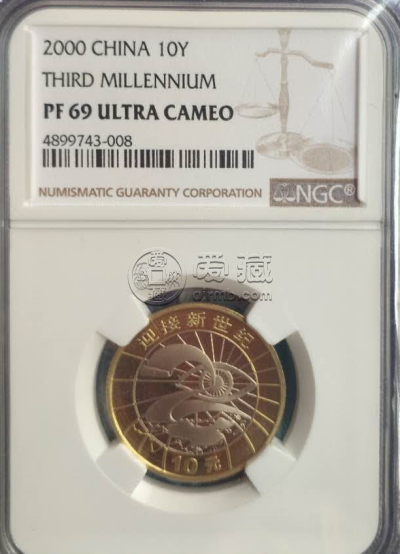 2000 CHINA 10Y
THIRD MILLENNIUM
PF 69 ULTRA CAMEO
4899743-008
NUMISMATIC GUARANTY CORPORATION
NGC®
爱藏
迎接新世纪
10元